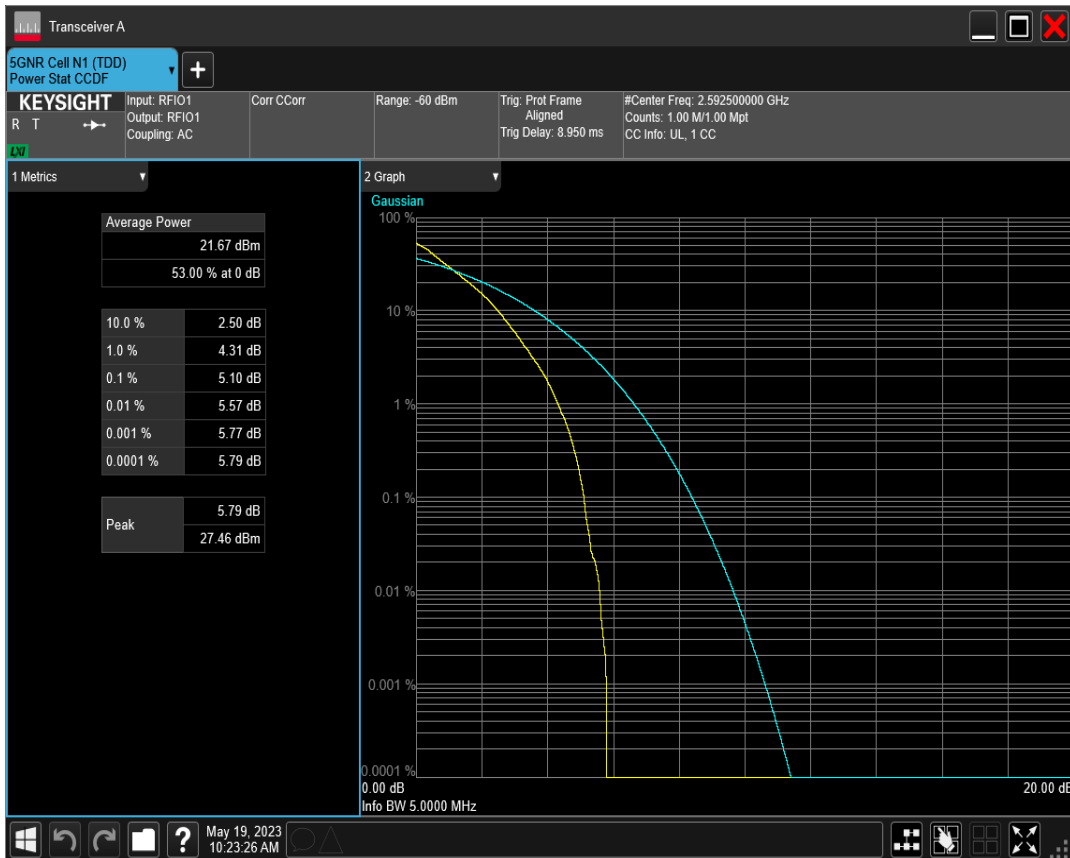 Transceiver A
5GNR Cell N1 (TDD)
Power Stat CCDF
+
KEYSIGHT
R T
LXI
Input: RFIO1
Output: RFIO1
Coupling: AC
Corr CCorr
Range: -60 dBm
Trig: Prot Frame
Aligned
Trig Delay: 8.950 ms
#Center Freq: 2.592500000 GHz
Counts: 1.00 M/1.00 Mpt
CC Info: UL, 1 CC
1 Metrics
Average Power
21.67 dBm
53.00 % at 0 dB
10.0 % 2.50 dB
1.0 % 4.31 dB
0.1 % 5.10 dB
0.01 % 5.57 dB
0.001 % 5.77 dB
0.0001 % 5.79 dB
Peak
5.79 dB
27.46 dBm
2 Graph
Gaussian
100 %
10 %
1 %
0.1 %
0.01 %
0.001 %
0.0001 %
0.00 dB 20.00 dB
Info BW 5.0000 MHz
?
May 19, 2023
10:23:26 AM